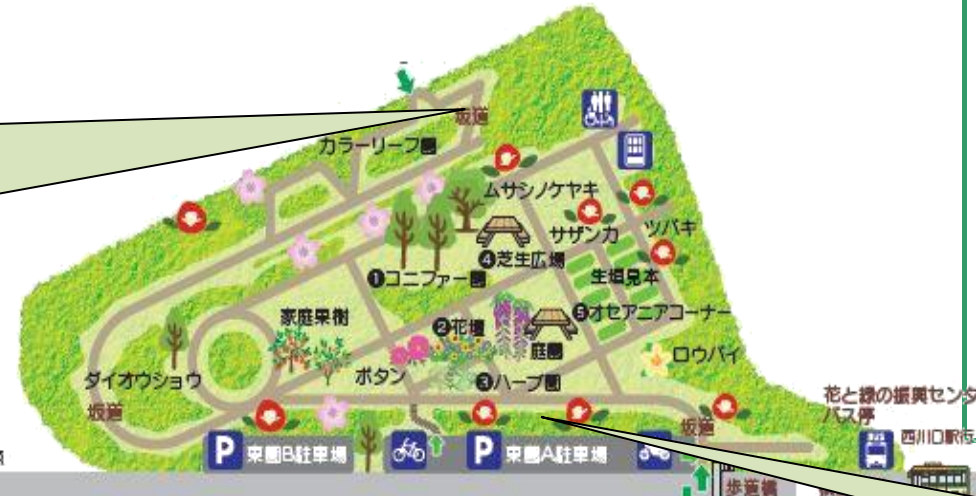 坂道
カラーリーフ園
ムサシノケヤキ
サザンカ
ツバキ
❹芝生広場
❶コニファー園
生垣見本
❺オセアニアコーナー
家庭果樹
❷花壇
庭園
ロウバイ
ダイオウショウ
ボタン
❸ハーブ園
坂道
坂道
花と緑の振興センタ
バス停
西川口駅行
P 東園B駐車場
P 東園A駐車場
歩道橋